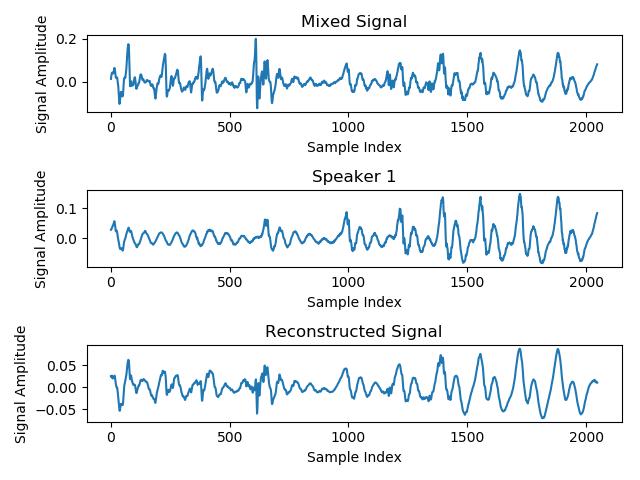 Mixed Signal
Signal Amplitude
0.2
0.0
0
500
1000
1500
2000
Sample Index
Speaker 1
Signal Amplitude
0.1
0.0
0
500
1000
1500
2000
Sample Index
Reconstructed Signal
Signal Amplitude
0.05
0.00
−0.05
0
500
1000
1500
2000
Sample Index